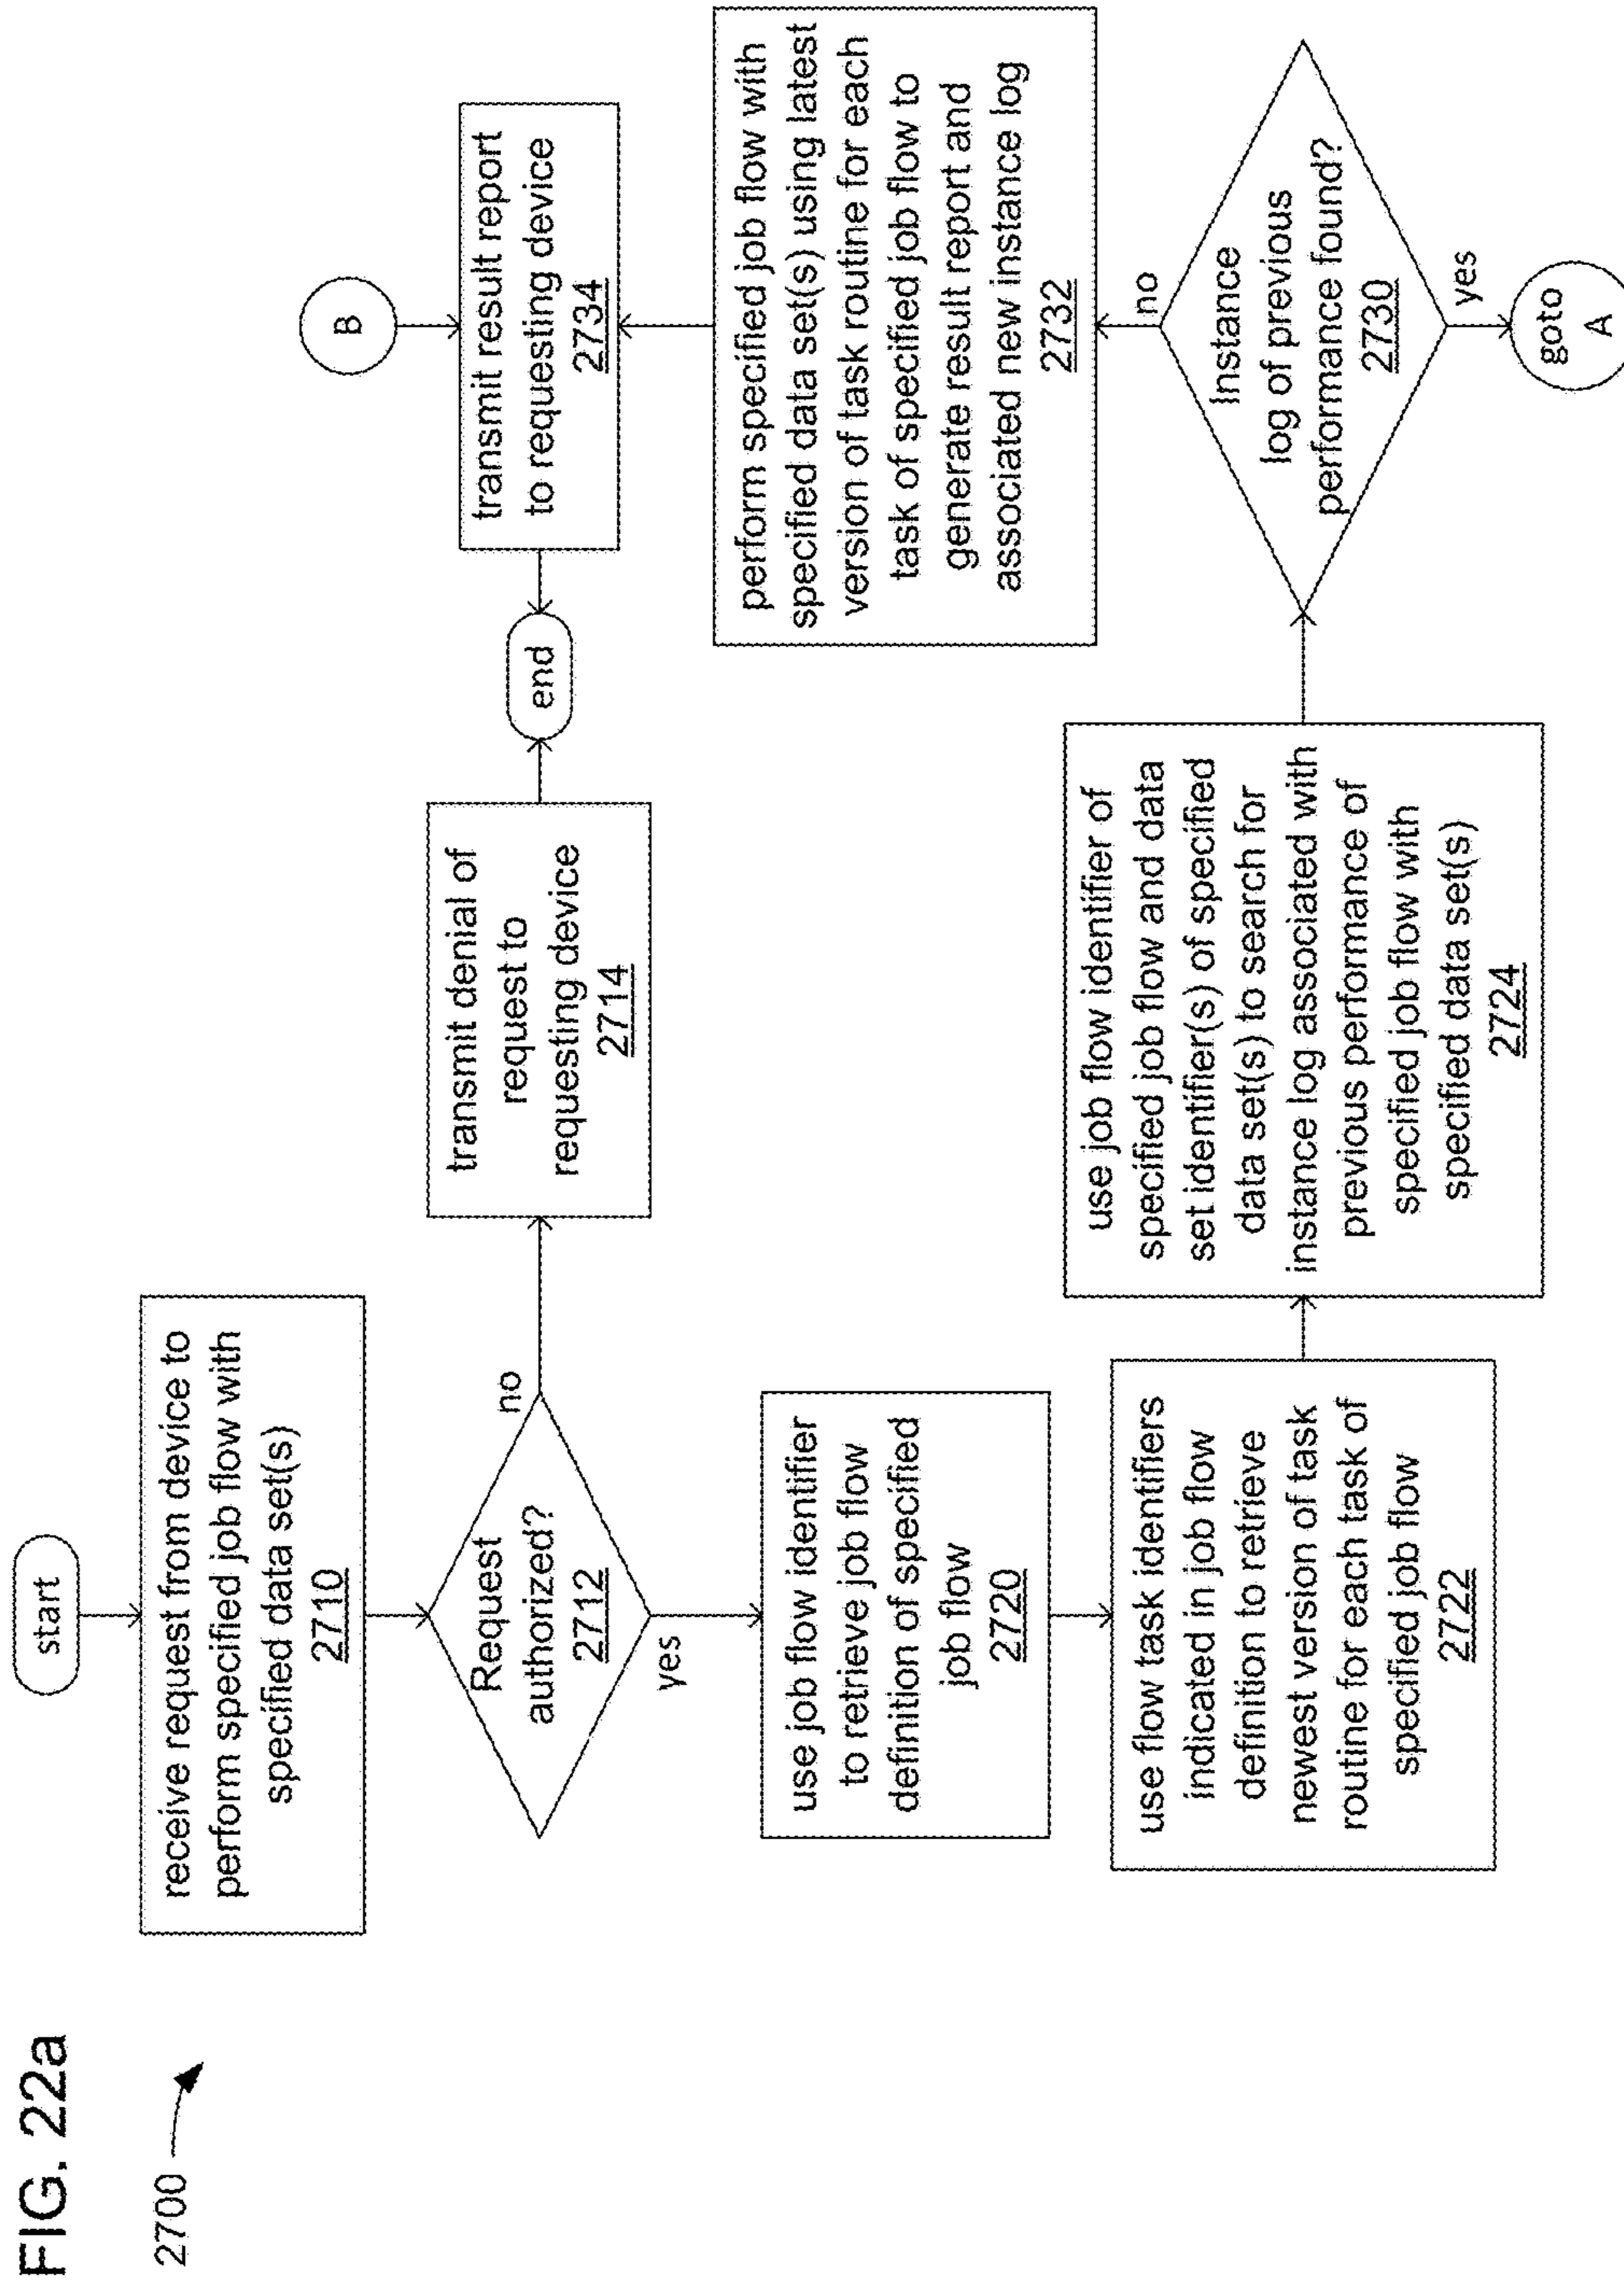 FIG. 22a
2700
start
receive request from device to
perform specified job flow with
specified data set(s)
2710
Request
authorized?
2712
no
yes
transmit denial of
request to
requesting device
2714
end
use job flow identifier
to retrieve job flow
definition of specified
job flow
2720
use flow task identifiers
indicated in job flow
definition to retrieve
newest version of task
routine for each task of
specified job flow
2722
use job flow identifier of
specified job flow and data
set identifier(s) of specified
data set(s) to search for
instance log associated with
previous performance of
specified job flow with
specified data set(s)
2724
Instance
log of previous
performance found?
2730
no
yes
goto
A
perform specified job flow with
specified data set(s) using latest
version of task routine for each
task of specified job flow to
generate result report and
associated new instance log
2732
B
transmit result report
to requesting device
2734